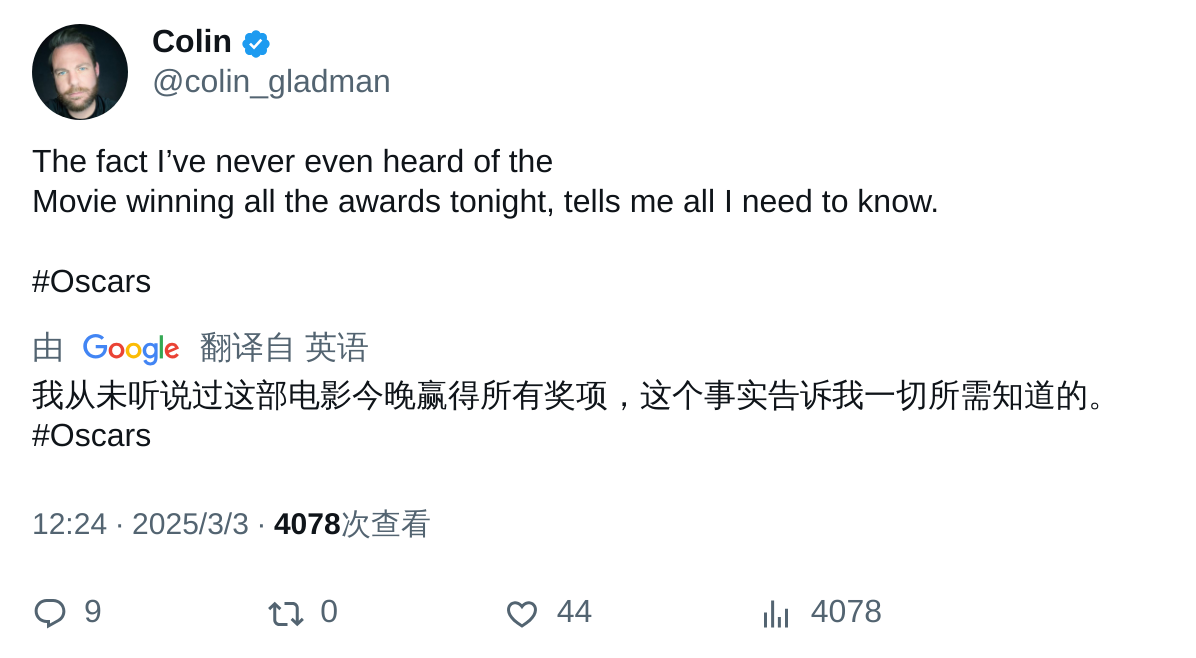 Colin
@colin_gladman
The fact I’ve never even heard of the
Movie winning all the awards tonight, tells me all I need to know.
#Oscars
由 Google 翻译自 英语
我从未听说过这部电影今晚赢得所有奖项，这个事实告诉我一切所需知道的。
#Oscars
12:24 · 2025/3/3 · 4078次查看
9 0 44 4078